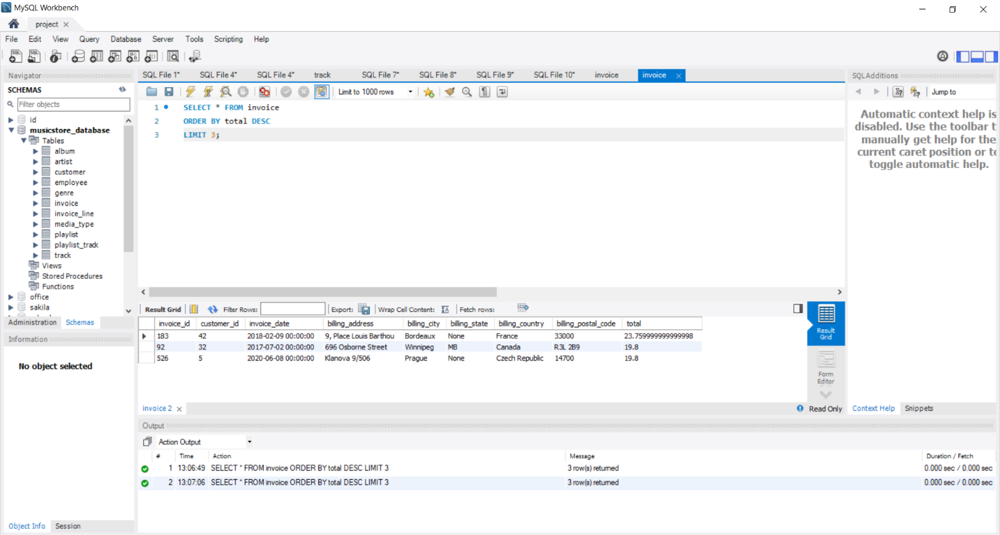 MySQL Workbench
project
File Edit View Query Database Server Tools Scripting Help
Navigator
SCHEMAS
Filter objects
id
musicstore_database
Tables
album
artist
customer
employee
genre
invoice
invoice_line
media_type
playlist
playlist_track
track
Views
Stored Procedures
Functions
office
sakila
Administration Schemas
Information
No object selected
Object Info Session
SQL File 1* SQL File 4* SQL File 4* track SQL File 7* SQL File 8* SQL File 9* SQL File 10* invoice invoice
Limit to 1000 rows
1 SELECT * FROM invoice
2 ORDER BY total DESC
3 LIMIT 3;
Result Grid Filter Rows: Export: Wrap Cell Content: Fetch rows:
invoice_id customer_id invoice_date billing_address billing_city billing_state billing_country billing_postal_code total
183 42 2018-02-09 00:00:00 9, Place Louis Barthou Bordeaux None France 33000 23.759999999999998
92 32 2017-07-02 00:00:00 696 Osborne Street Winnipeg MB Canada R3L 2B9 19.8
526 5 2020-06-08 00:00:00 Klanova 9/506 Prague None Czech Republic 14700 19.8
Result
Grid
Form
Editor
invoice 2 Read Only
Output
Action Output
# Time Action Message Duration / Fetch
1 13:06:49 SELECT * FROM invoice ORDER BY total DESC LIMIT 3 3 row(s) returned 0.000 sec / 0.000 sec
2 13:07:06 SELECT * FROM invoice ORDER BY total DESC LIMIT 3 3 row(s) returned 0.000 sec / 0.000 sec
SQLAdditions
Jump to
Automatic context help is
disabled. Use the toolbar t
manually get help for the
current caret position or to
toggle automatic help.
Context Help Snippets